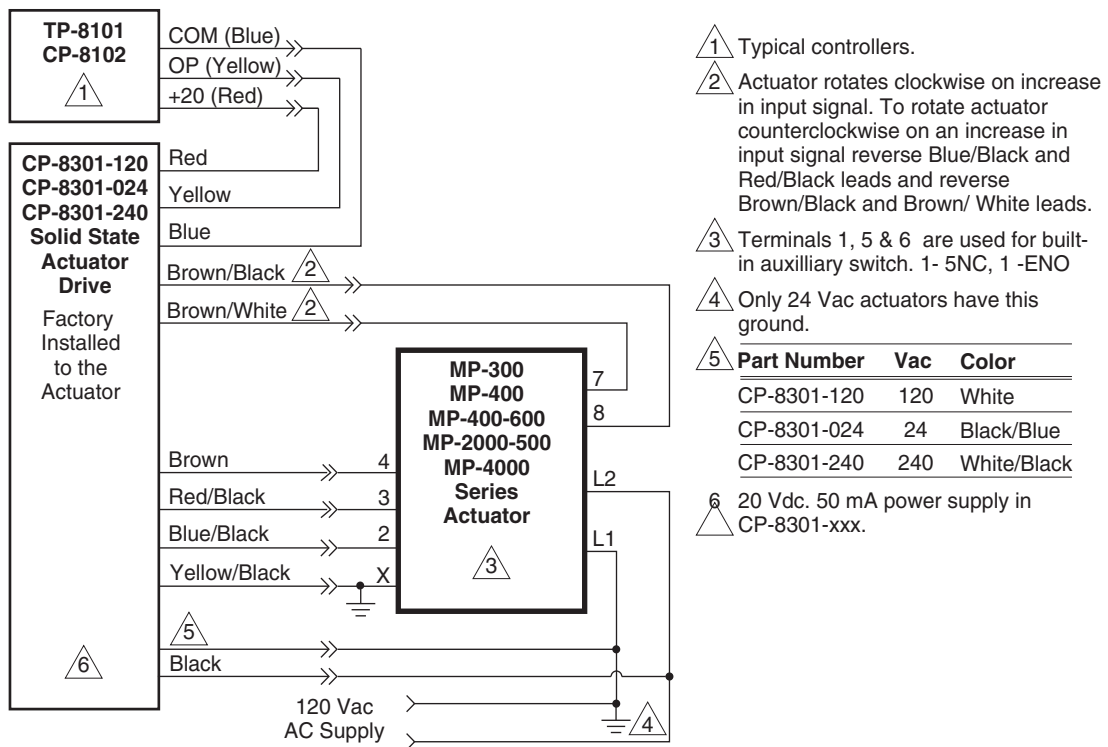 TP-8101
CP-8102
1
COM (Blue)
OP (Yellow)
+20 (Red)
CP-8301-120
CP-8301-024
CP-8301-240
Solid State
Actuator
Drive
Factory
Installed
to the
Actuator
6
Red
Yellow
Blue
Brown/Black 2
Brown/White 2
Brown
Red/Black
Blue/Black
Yellow/Black
5
Black
4
3
2
X
MP-300
MP-400
MP-400-600
MP-2000-500
MP-4000
Series
Actuator
3
7
8
L2
L1
120 Vac
AC Supply
4
1 Typical controllers.
2 Actuator rotates clockwise on increase
in input signal. To rotate actuator
counterclockwise on an increase in
input signal reverse Blue/Black and
Red/Black leads and reverse
Brown/Black and Brown/ White leads.
3 Terminals 1, 5 & 6 are used for built-
in auxilliary switch. 1- 5NC, 1 -ENO
4 Only 24 Vac actuators have this
ground.
5 Part Number Vac Color
CP-8301-120 120 White
CP-8301-024 24 Black/Blue
CP-8301-240 240 White/Black
6 20 Vdc. 50 mA power supply in
CP-8301-xxx.